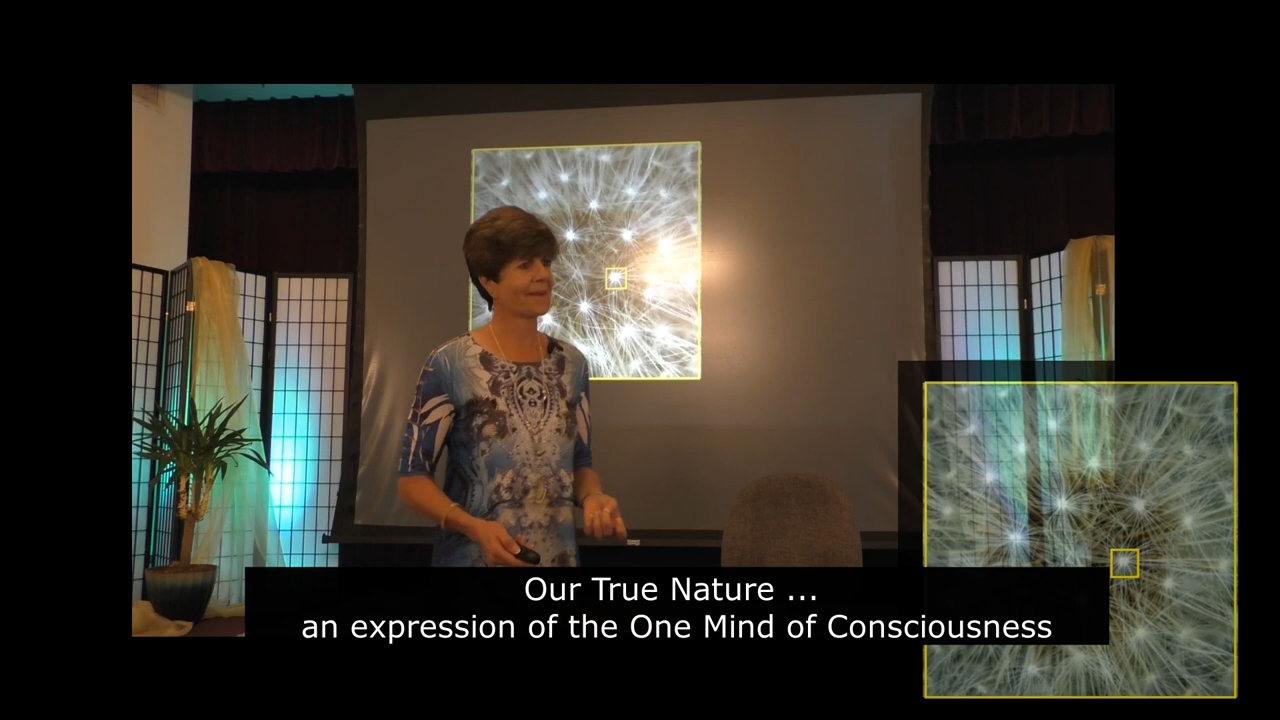 Our True Nature ...
an expression of the One Mind of Consciousness